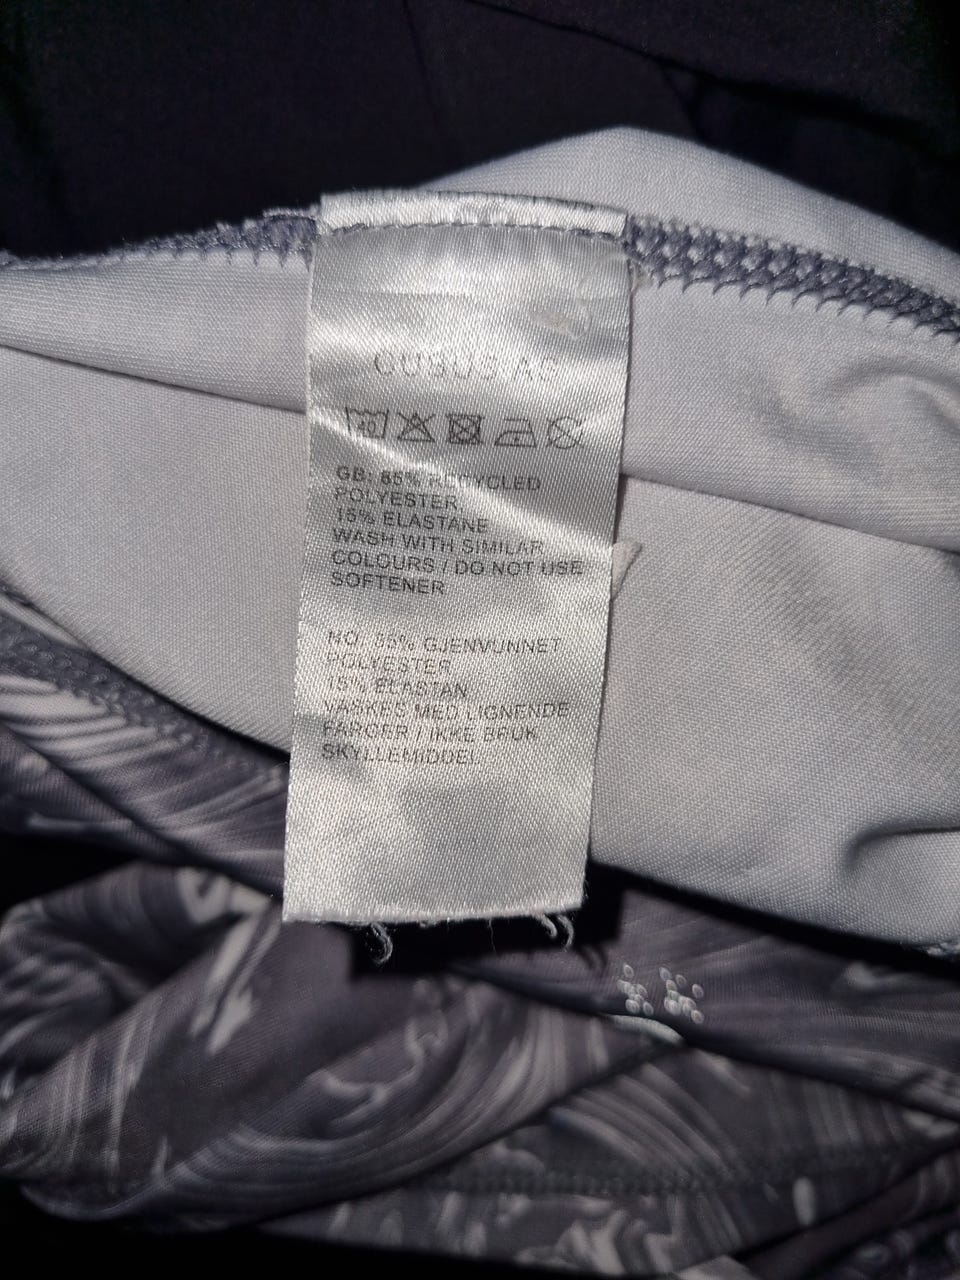 CUBUS AS
40
GB: 85% RECYCLED
POLYESTER
15% ELASTANE
WASH WITH SIMILAR
COLOURS / DO NOT USE
SOFTENER
NO: 85% GJENVUNNET
POLYESTER
15% ELASTAN
VASKES MED LIGNENDE
FARGER / IKKE BRUK
SKYLLEMIDDEL